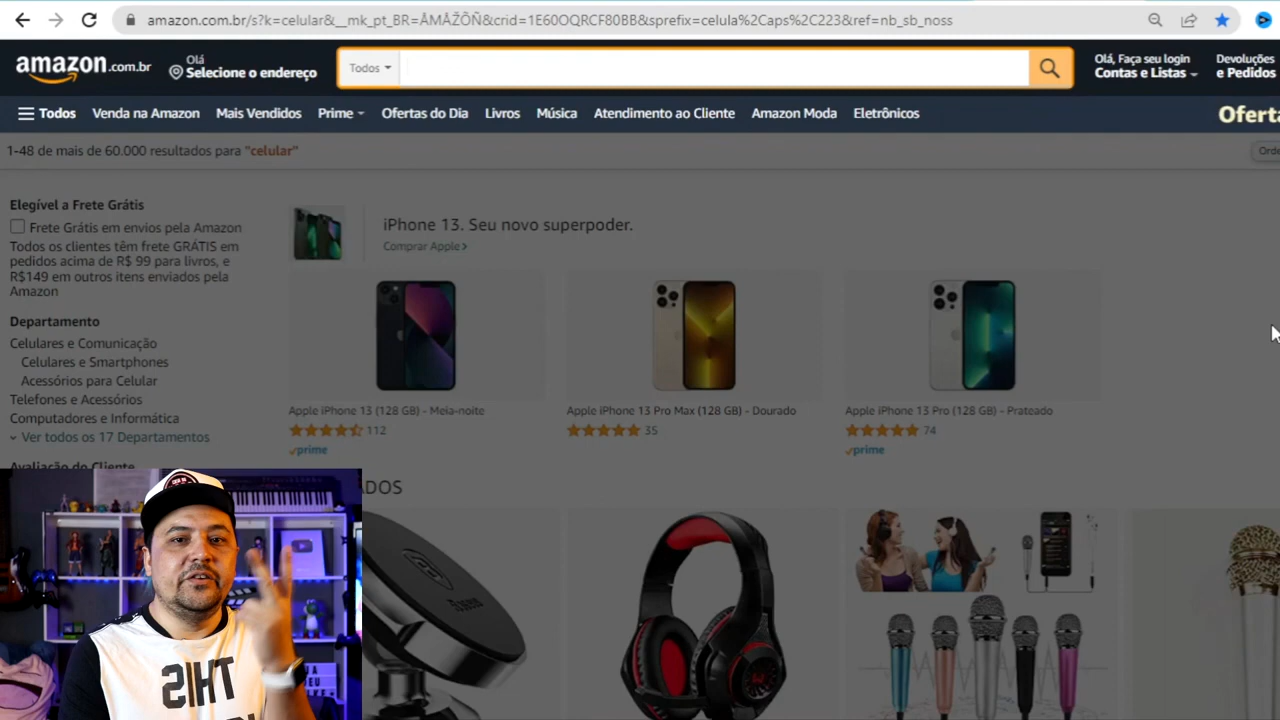 amazon.com.br/s?k=celular&__mk_pt_BR=ÅMÅŽÕÑ&crid=1E60OQRCF80BB&sprefix=celula%2Caps%2C223&ref=nb_sb_noss
amazon.com.br
Olá
Selecione o endereço
Todos
Olá, Faça seu login
Contas e Listas
Devoluções
e Pedidos
Todos
Venda na Amazon
Mais Vendidos
Prime
Ofertas do Dia
Livros
Música
Atendimento ao Cliente
Amazon Moda
Eletrônicos
Oferta
1-48 de mais de 60.000 resultados para "celular"
Orde
Elegível a Frete Grátis
Frete Grátis em envios pela Amazon
Todos os clientes têm frete GRÁTIS em
pedidos acima de R$ 99 para livros, e
R$149 em outros itens enviados pela
Amazon
Departamento
Celulares e Comunicação
Celulares e Smartphones
Acessórios para Celular
Telefones e Acessórios
Computadores e Informática
Ver todos os 17 Departamentos
Avaliação do Cliente
iPhone 13. Seu novo superpoder.
Comprar Apple
Apple iPhone 13 (128 GB) - Meia-noite
112
prime
Apple iPhone 13 Pro Max (128 GB) - Dourado
35
Apple iPhone 13 Pro (128 GB) - Prateado
74
prime
ADOS
THIS